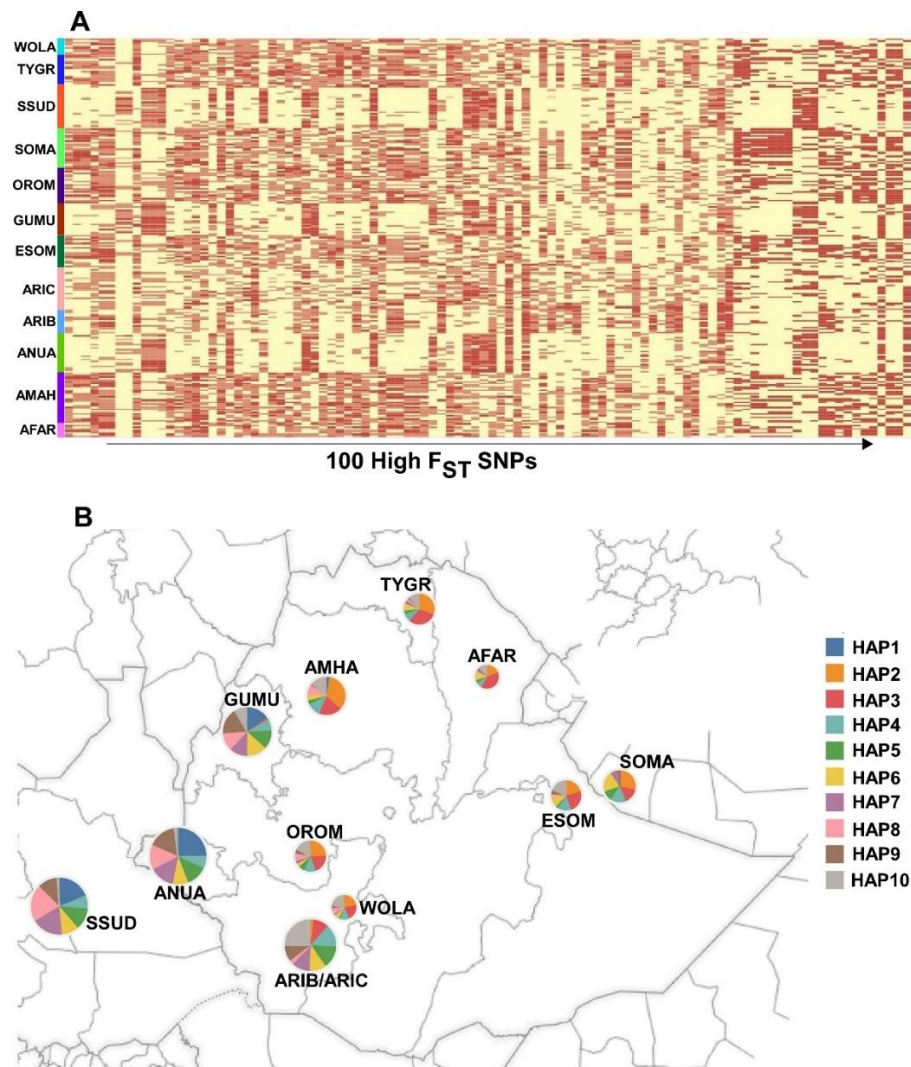 A
WOLA
TYGR
SSUD
SOMA
OROM
GUMU
ESOM
ARIC
ARIB
ANUA
AMAH
AFAR
100 High FST SNPs
B
TYGR
AFAR
AMHA
GUMU
SOMA
ESOM
OROM
ANUA
WOLA
SSUD
ARIB/ARIC
HAP1
HAP2
HAP3
HAP4
HAP5
HAP6
HAP7
HAP8
HAP9
HAP10